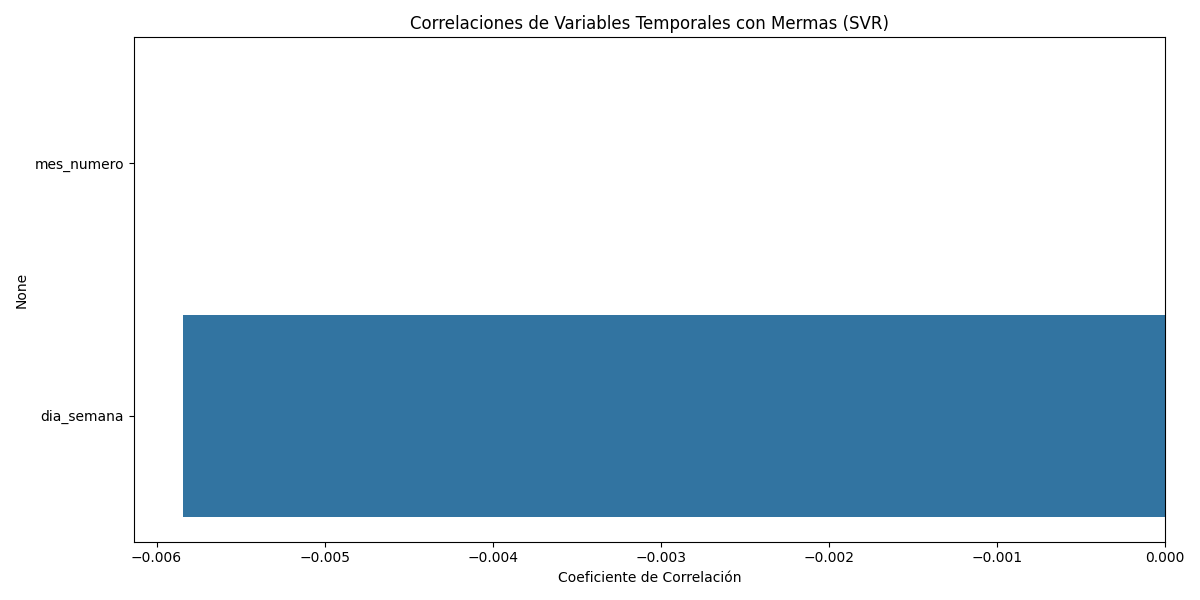 Correlaciones de Variables Temporales con Mermas (SVR)
mes_numero
None
dia_semana
−0.006 −0.005 −0.004 −0.003 −0.002 −0.001 0.000
Coeficiente de Correlación